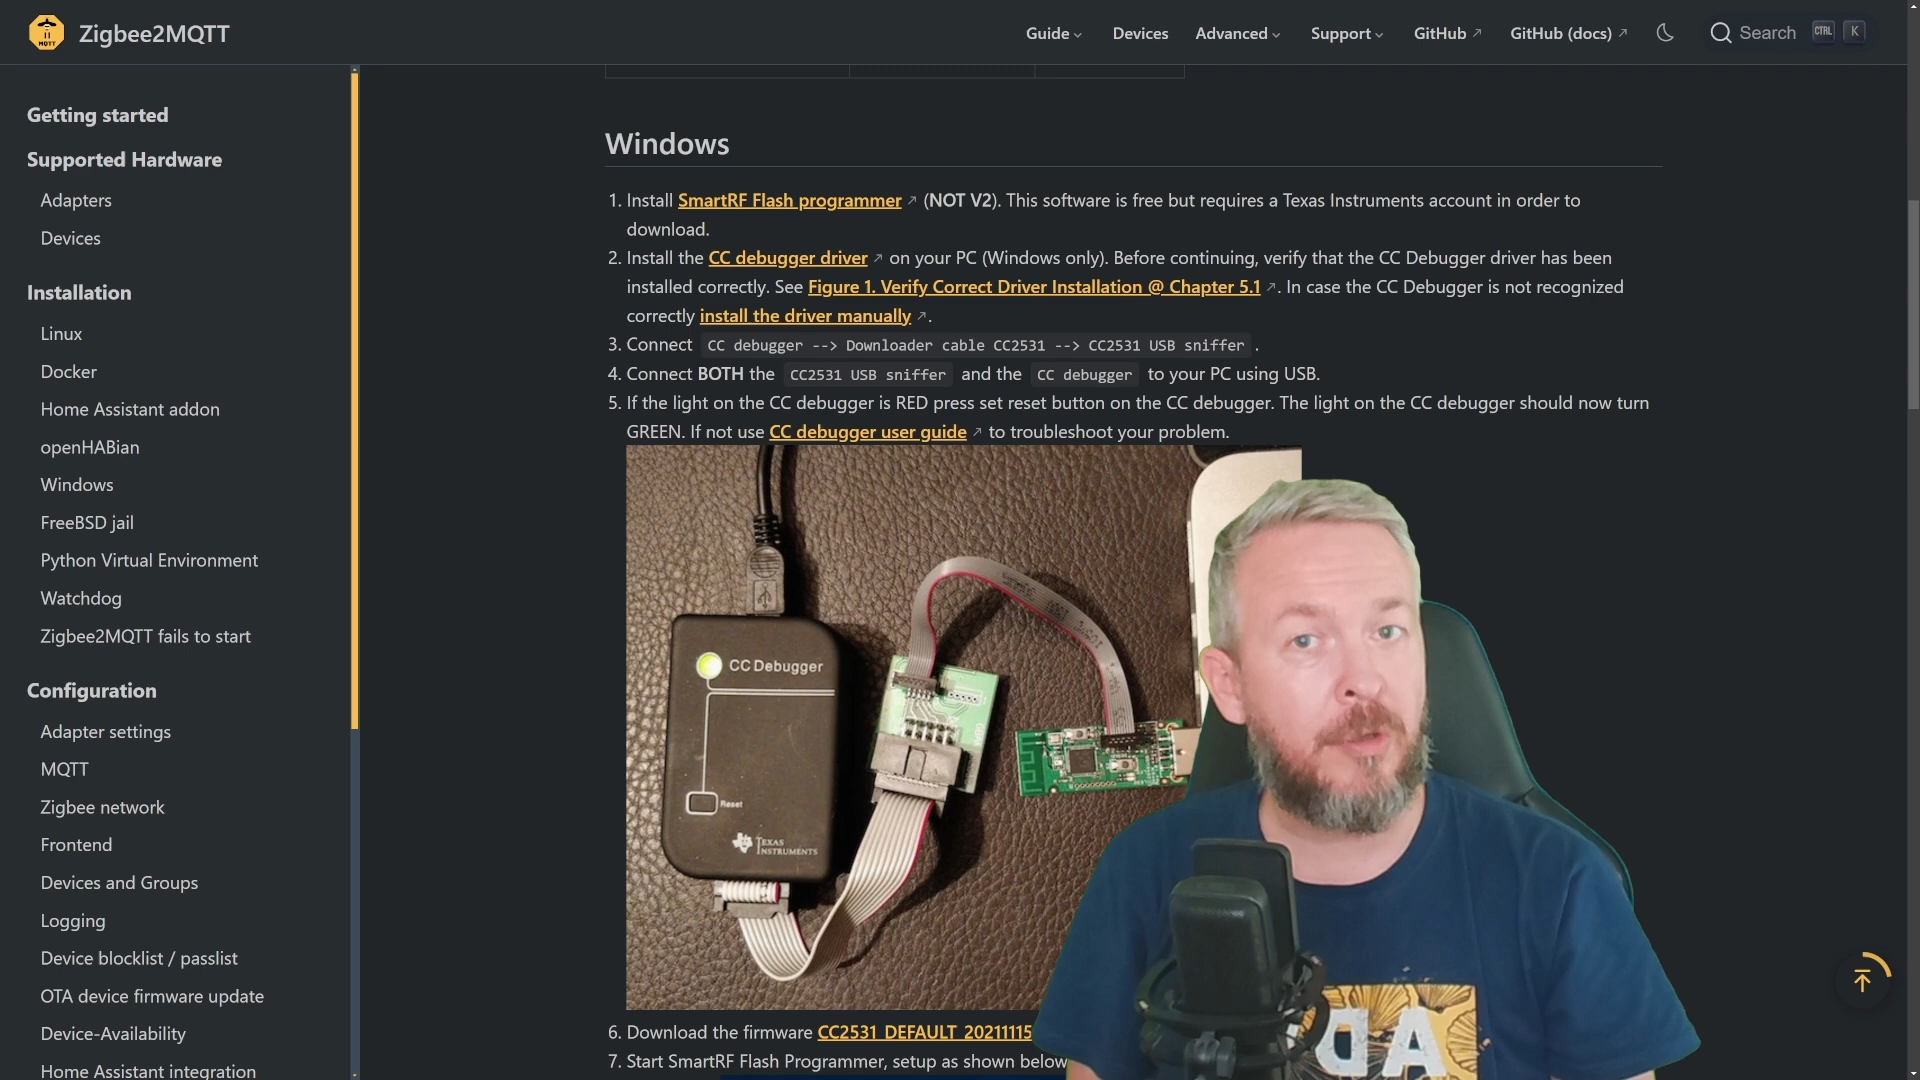 MQTT
Zigbee2MQTT
Guide
Devices
Advanced
Support
GitHub
GitHub (docs)
Search
CTRL
K
Getting started
Supported Hardware
Adapters
Devices
Installation
Linux
Docker
Home Assistant addon
openHABian
Windows
FreeBSD jail
Python Virtual Environment
Watchdog
Zigbee2MQTT fails to start
Configuration
Adapter settings
MQTT
Zigbee network
Frontend
Devices and Groups
Logging
Device blocklist / passlist
OTA device firmware update
Device-Availability
Home Assistant integration
Windows
1. Install SmartRF Flash programmer (NOT V2). This software is free but requires a Texas Instruments account in order to
download.
2. Install the CC debugger driver on your PC (Windows only). Before continuing, verify that the CC Debugger driver has been
installed correctly. See Figure 1. Verify Correct Driver Installation @ Chapter 5.1. In case the CC Debugger is not recognized
correctly install the driver manually.
3. Connect CC debugger --> Downloader cable CC2531 --> CC2531 USB sniffer.
4. Connect BOTH the CC2531 USB sniffer and the CC debugger to your PC using USB.
5. If the light on the CC debugger is RED press set reset button on the CC debugger. The light on the CC debugger should now turn
GREEN. If not use CC debugger user guide to troubleshoot your problem.
CC Debugger
Reset
TEXAS
INSTRUMENTS
6. Download the firmware CC2531_DEFAULT_20211115
7. Start SmartRF Flash Programmer, setup as shown below